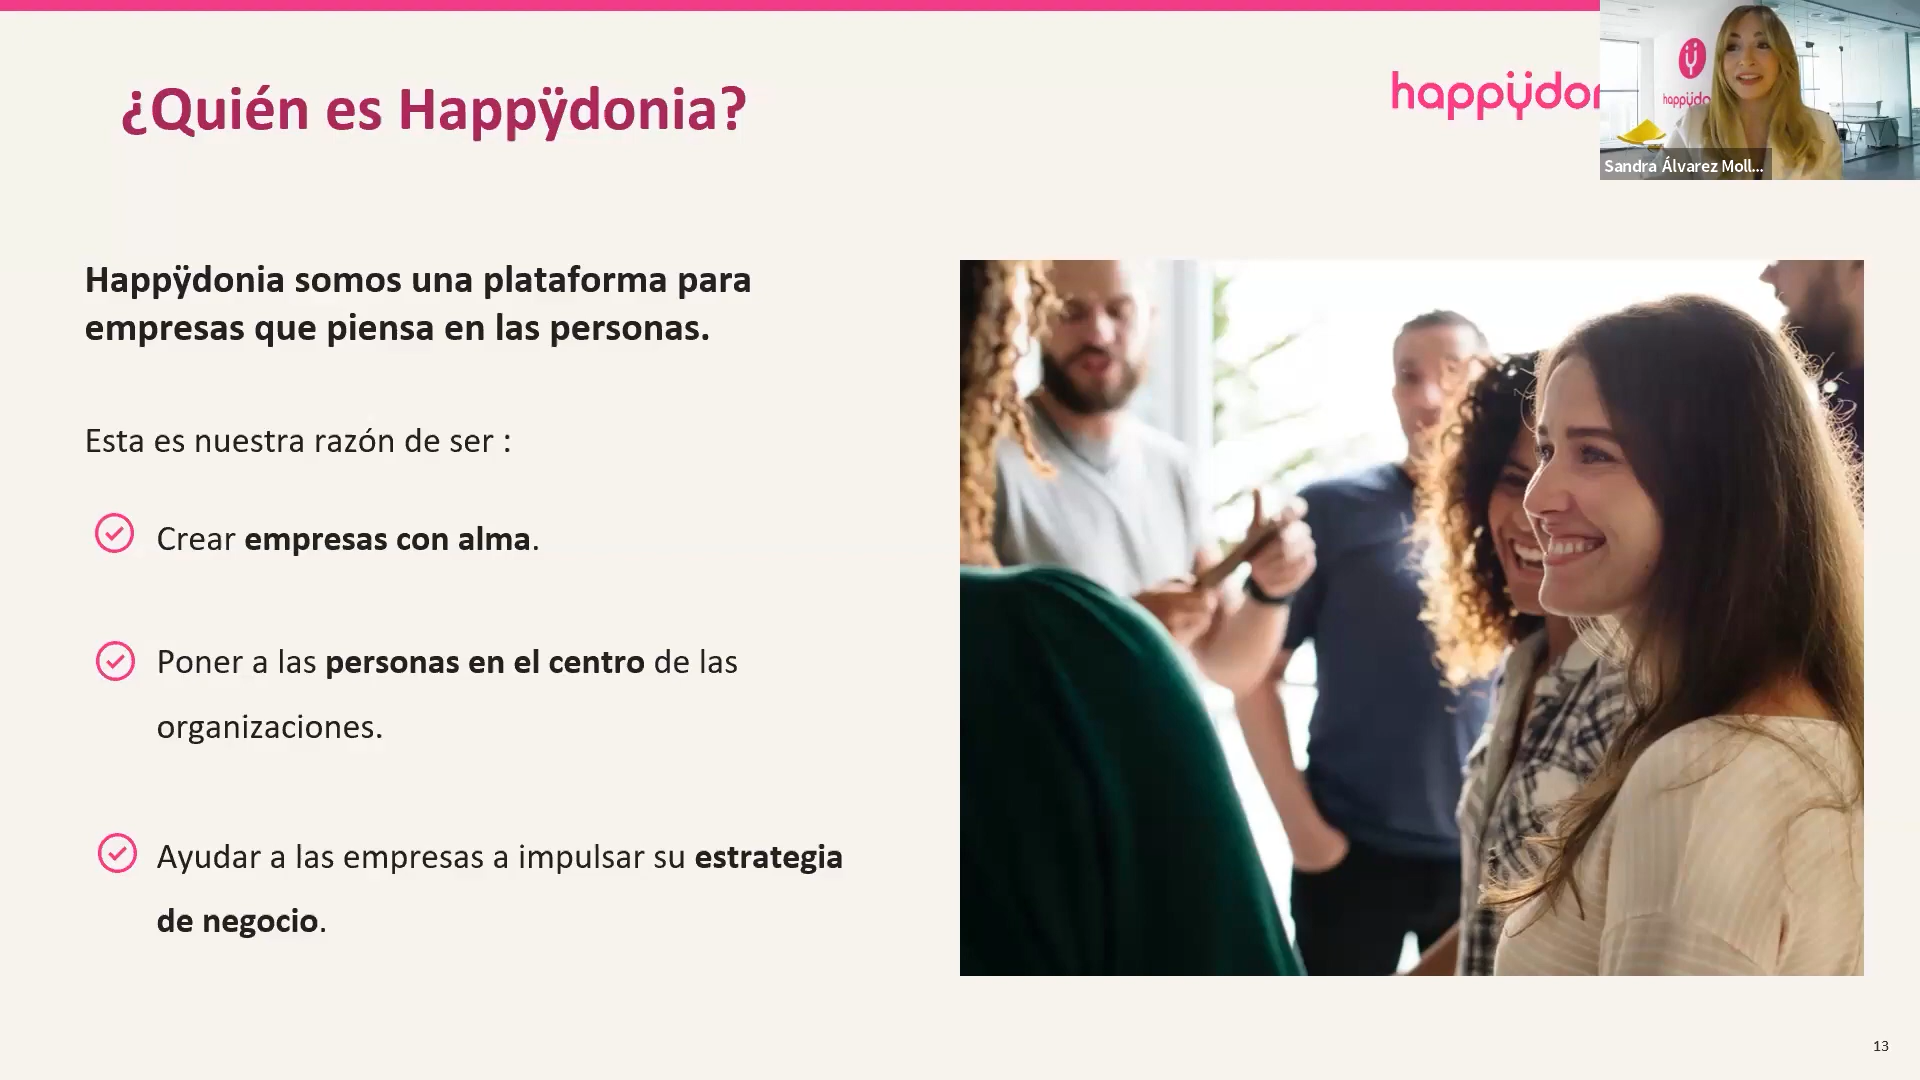 ¿Quién es Happÿdonia?
happÿdon
happÿdo
Sandra Álvarez Moll...
Happÿdonia somos una plataforma para
empresas que piensa en las personas.
Esta es nuestra razón de ser :
Crear empresas con alma.
Poner a las personas en el centro de las
organizaciones.
Ayudar a las empresas a impulsar su estrategia
de negocio.
13